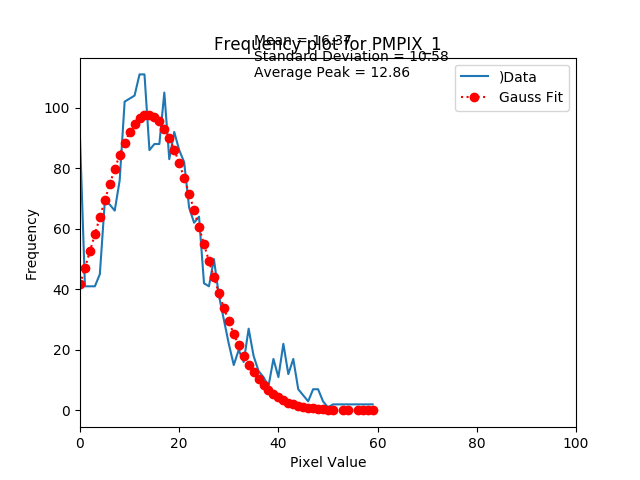 Mean = 16.37
Frequency plot for PMPIX_1
Standard Deviation = 10.58
Average Peak = 12.86
)Data
Gauss Fit
Frequency
100
80
60
40
20
0
0 20 40 60 80 100
Pixel Value